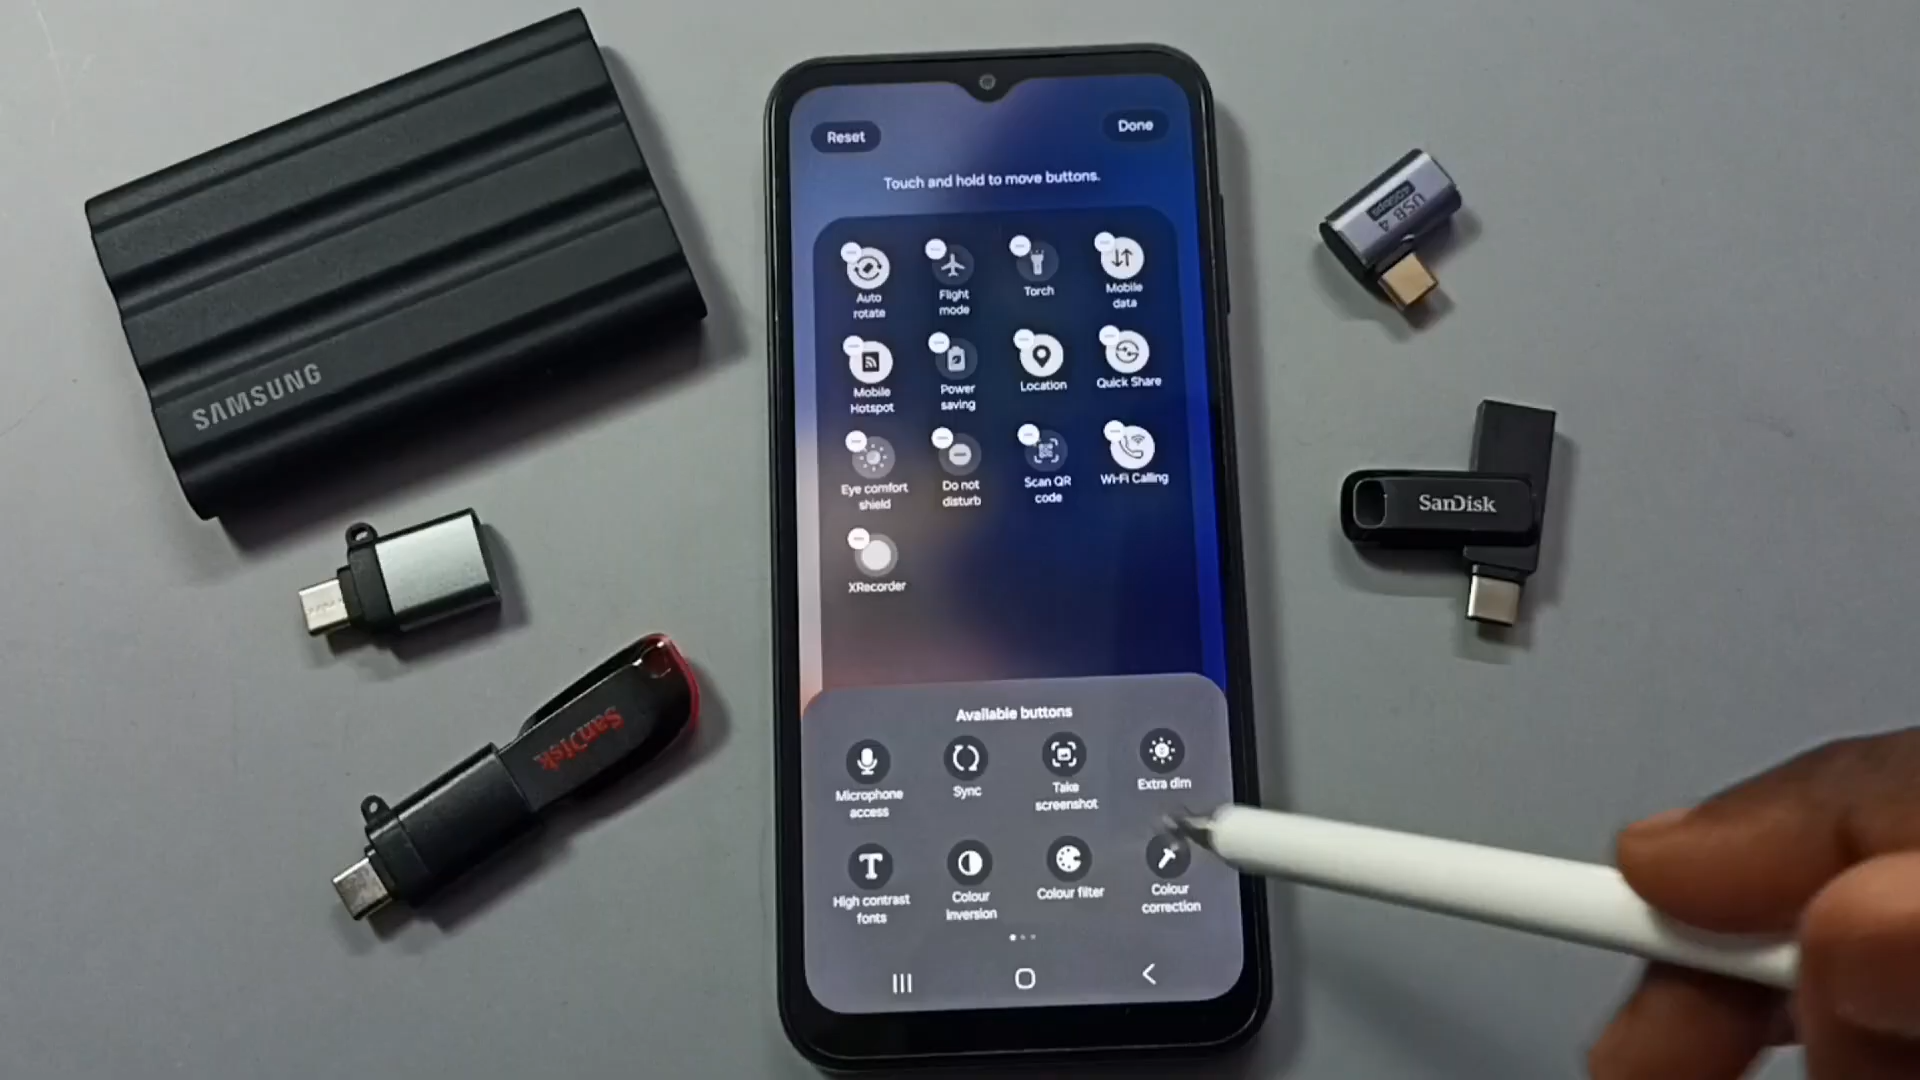 Reset
Done
Touch and hold to move buttons.
Auto
rotate
Flight
mode
Torch
Mobile
data
Mobile
Hotspot
Power
saving
Location
Quick Share
Eye comfort
shield
Do not
disturb
Scan QR
code
Wi-Fi Calling
XRecorder
Available buttons
Microphone
access
Sync
Take
screenshot
Extra dim
High contrast
fonts
Colour
inversion
Colour filter
Colour
correction
SAMSUNG
SanDisk
USB 4
40Gbps
SanDisk